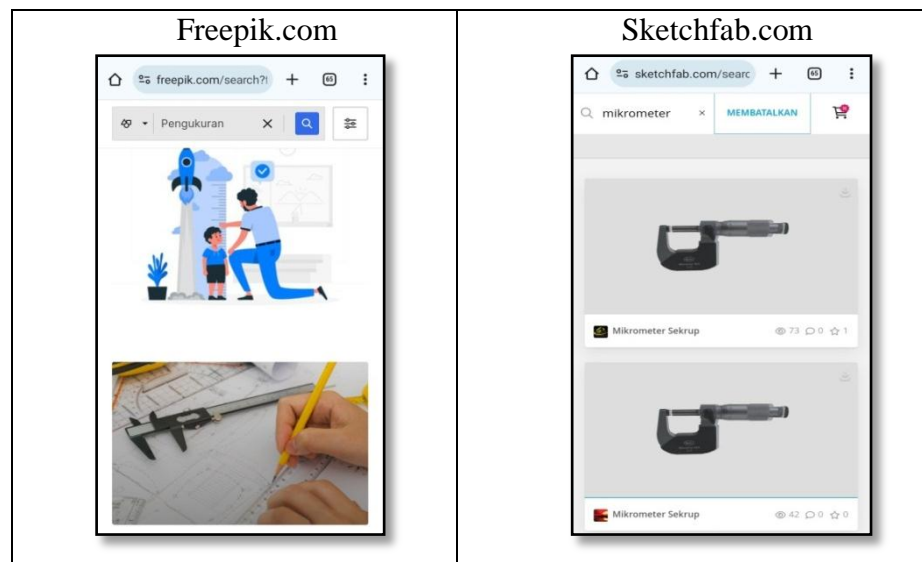 Freepik.com
freepik.com/search?
65
Pengukuran
Sketchfab.com
sketchfab.com/searc
65
mikrometer
MEMBATALKAN
Mikrometer Sekrup
73 0 1
Mikrometer Sekrup
42 0 0